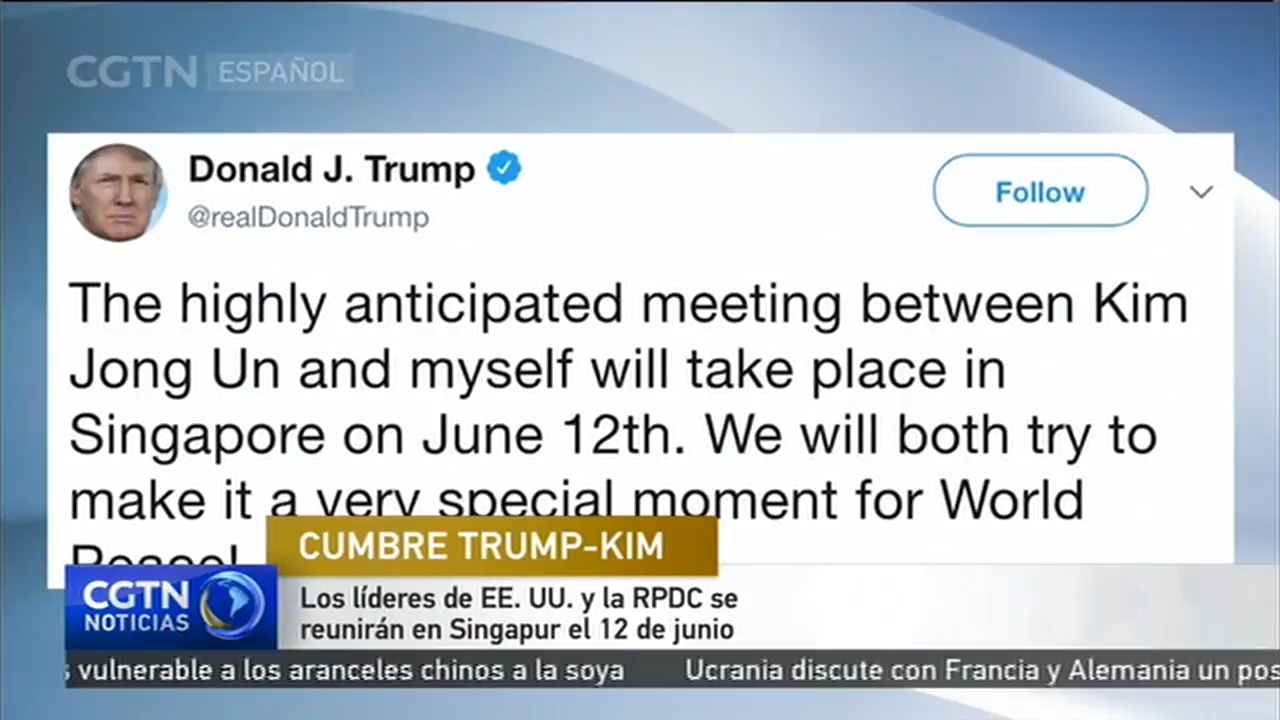 CGTN ESPAÑOL
Donald J. Trump
@realDonaldTrump
Follow
The highly anticipated meeting between Kim
Jong Un and myself will take place in
Singapore on June 12th. We will both try to
make it a very special moment for World
Peace!
CUMBRE TRUMP-KIM
CGTN
NOTICIAS
Los líderes de EE. UU. y la RPDC se
reunirán en Singapur el 12 de junio
vulnerable a los aranceles chinos a la soya
Ucrania discute con Francia y Alemania un